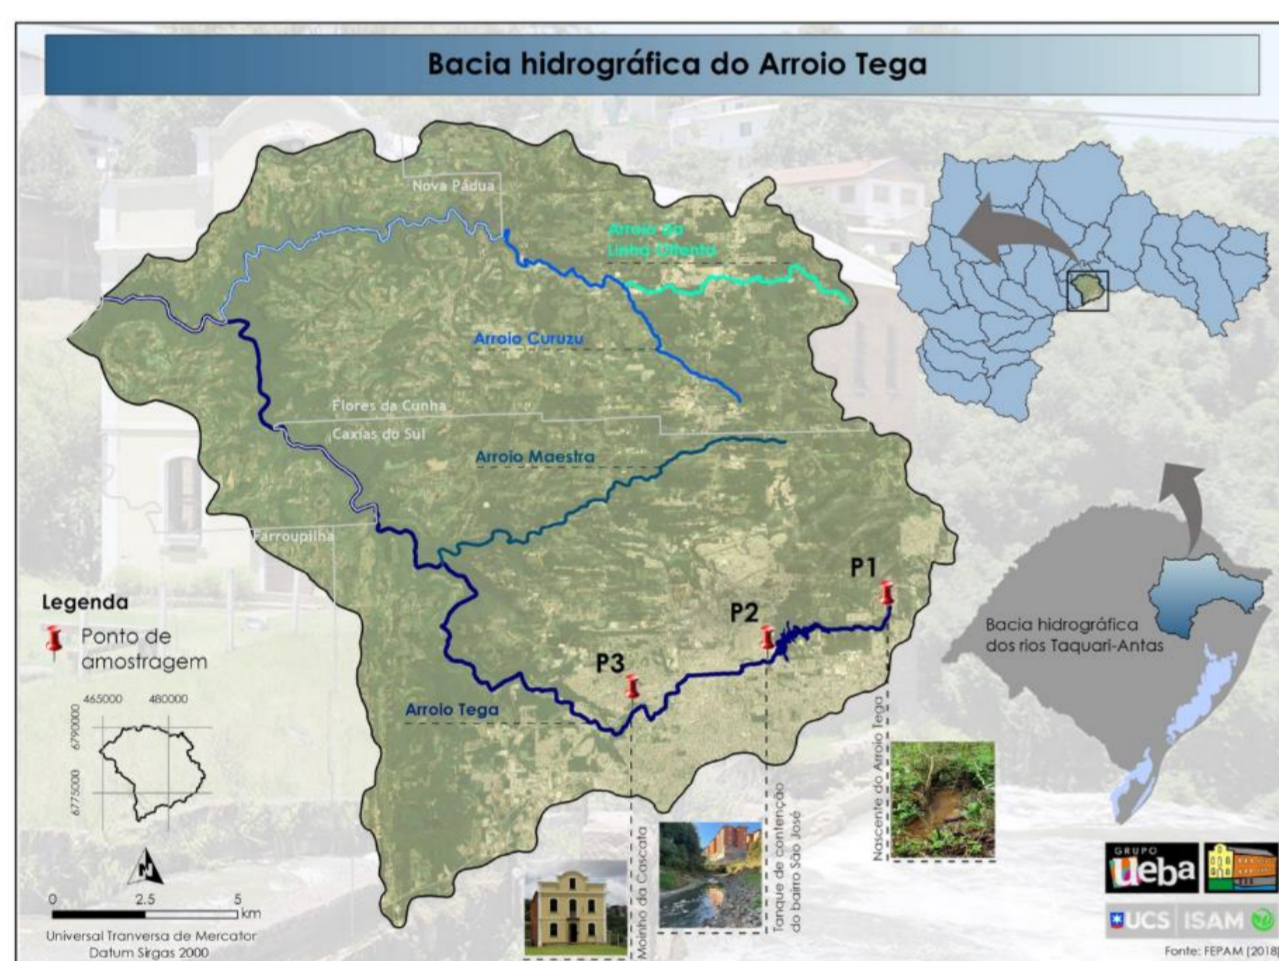 Bacia hidrográfica do Arroio Tega
Nova Pádua
Arroio da
Linha 
Arroio Curuzu
Flores da Cunha
Caxias do Sul
Arroio Maestra
Farroupilha
P1
P2
P3
Arroio Tega
Legenda
Ponto de
amostragem
465000
480000
6790000
6775000
N
0
2.5
5
km
Universal Tranversa de Mercator
Datum Sirgas 2000
Moinho da Cascata
Tanque de contenção
do bairro São José
Nascente do Arroio Tega
Bacia hidrográfica
dos rios Taquari-Antas
GRUPO
ueba
UCS
ISAM
Fonte: FEPAM (2018)